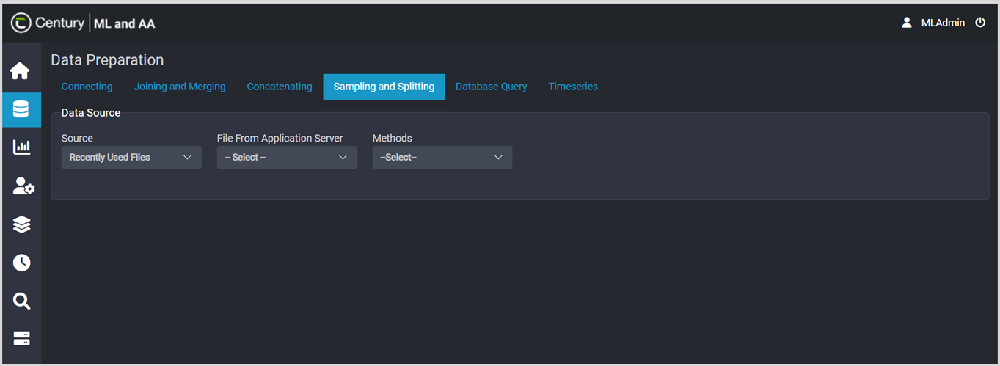 Century | ML and AA
MLAdmin
Data Preparation
Connecting Joining and Merging Concatenating Sampling and Splitting Database Query Timeseries
Data Source
Source File From Application Server Methods
Recently Used Files -- Select -- --Select--